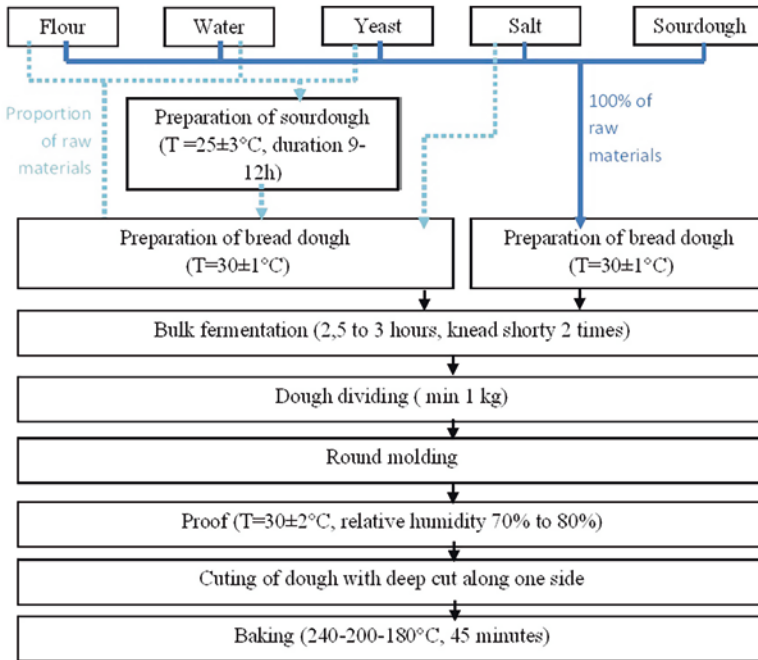 Flour
Water
Yeast
Salt
Sourdough
Proportion
of raw
materials
Preparation of sourdough
(T =25±3°C, duration 9-
12h)
100% of
raw
materials
Preparation of bread dough
(T=30±1°C)
Preparation of bread dough
(T=30±1°C)
Bulk fermentation (2,5 to 3 hours, knead shorty 2 times)
Dough dividing ( min 1 kg)
Round molding
Proof (T=30±2°C, relative humidity 70% to 80%)
Cuting of dough with deep cut along one side
Baking (240-200-180°C, 45 minutes)